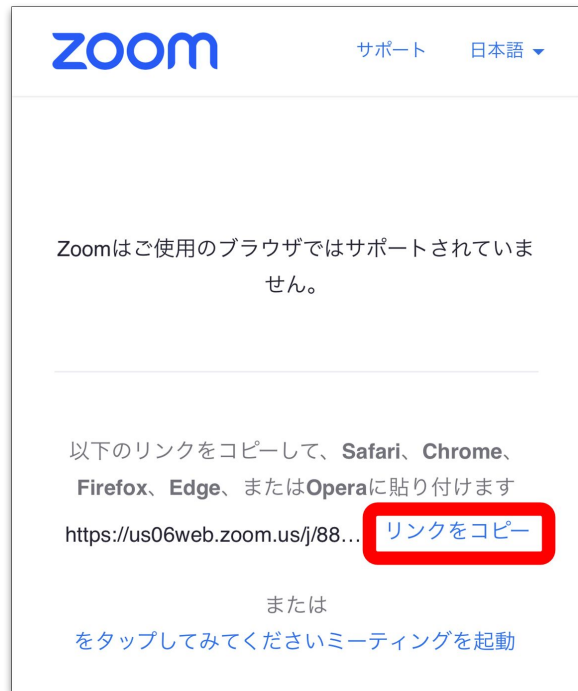 zoom
サポート 日本語
Zoomはご使用のブラウザではサポートされていま
せん。
以下のリンクをコピーして、Safari、Chrome、
Firefox、Edge、またはOperaに貼り付けます
https://us06web.zoom.us/j/88... リンクをコピー
または
をタップしてみてくださいミーティングを起動